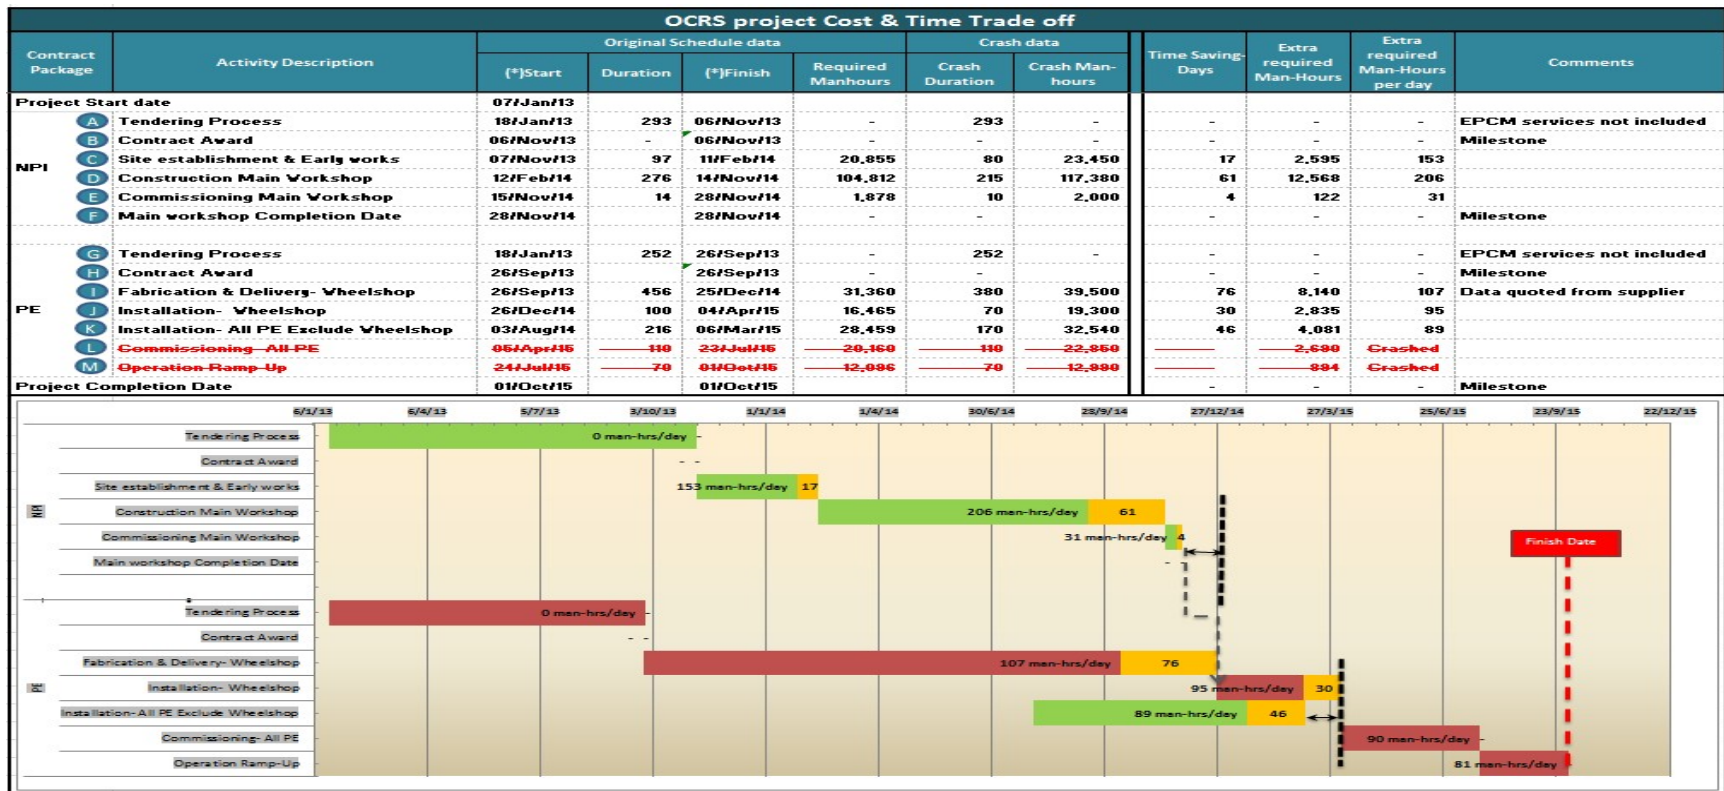 OCRS project Cost & Time Trade off
Contract Package Activity Description Original Schedule data Crash data Time Saving- Days Extra required Man-Hours Extra required Man-Hours per day Comments
(*)Start Duration (*)Finish Required Manhours Crash Duration Crash Man-hours
Project Start date 07/Jan/13
NPI
A Tendering Process 18/Jan/13 293 06/Nov/13 - 293 - - - - EPCM services not included
B Contract Award 06/Nov/13 - 06/Nov/13 - - - - - - Milestone
C Site establishment & Early works 07/Nov/13 97 11/Feb/14 20,855 80 23,450 17 2,595 153
D Construction Main Workshop 12/Feb/14 276 14/Nov/14 104,812 215 117,380 61 12,568 206
E Commissioning Main Workshop 15/Nov/14 14 28/Nov/14 1,878 10 2,000 4 122 31
F Main workshop Completion Date 28/Nov/14 28/Nov/14 - - - - - Milestone
PE
G Tendering Process 18/Jan/13 252 26/Sep/13 - 252 - - - - EPCM services not included
H Contract Award 26/Sep/13 26/Sep/13 - - - - - Milestone
I Fabrication & Delivery- Wheelshop 26/Sep/13 456 25/Dec/14 31,360 380 39,500 76 8,140 107 Data quoted from supplier
J Installation- Wheelshop 26/Dec/14 100 04/Apr/15 16,465 70 19,300 30 2,835 95
K Installation- All PE Exclude Wheelshop 03/Aug/14 216 06/Mar/15 28,459 170 32,540 46 4,081 89
L Commissioning- All PE 05/Apr/15 110 23/Jul/15 20,160 110 22,850 2,690 Crashed
M Operation Ramp-Up 24/Jul/15 70 01/Oct/15 12,096 70 12,990 894 Crashed
Project Completion Date 01/Oct/15 01/Oct/15 - - - Milestone
6/1/13 6/4/13 5/7/13 3/10/13 1/1/14 1/4/14 30/6/14 28/9/14 27/12/14 27/3/15 25/6/15 23/9/15 22/12/15
NPI
Tendering Process 0 man-hrs/day -
Contract Award - -
Site establishment & Early works 153 man-hrs/day 17
Construction Main Workshop 206 man-hrs/day 61
Commissioning Main Workshop 31 man-hrs/day 4
Finish Date
Main workshop Completion Date - -
PE
Tendering Process 0 man-hrs/day -
Contract Award - -
Fabrication & Delivery- Wheelshop 107 man-hrs/day 76
Installation- Wheelshop 95 man-hrs/day 30
Installation- All PE Exclude Wheelshop 89 man-hrs/day 46
Commissioning- All PE 90 man-hrs/day -
Operation Ramp-Up 81 man-hrs/day -